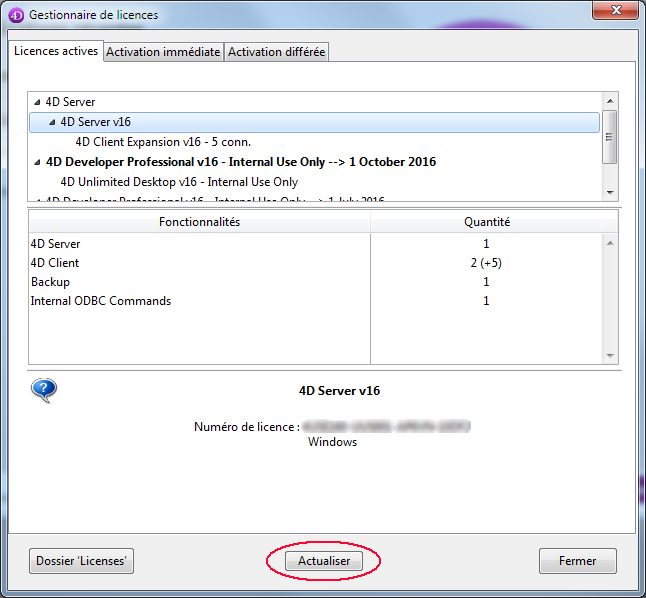 Gestionnaire de licences
Licences actives Activation immédiate Activation différée
4D Server
4D Server v16
4D Client Expansion v16 - 5 conn.
4D Developer Professional v16 - Internal Use Only --> 1 October 2016
4D Unlimited Desktop v16 - Internal Use Only
4D Developer Professional v16 - Internal Use Only --> 1 July 2016
Fonctionnalités Quantité
4D Server 1
4D Client 2 (+5)
Backup 1
Internal ODBC Commands 1
4D Server v16
Numéro de licence :
Windows
Dossier 'Licenses' Actualiser Fermer